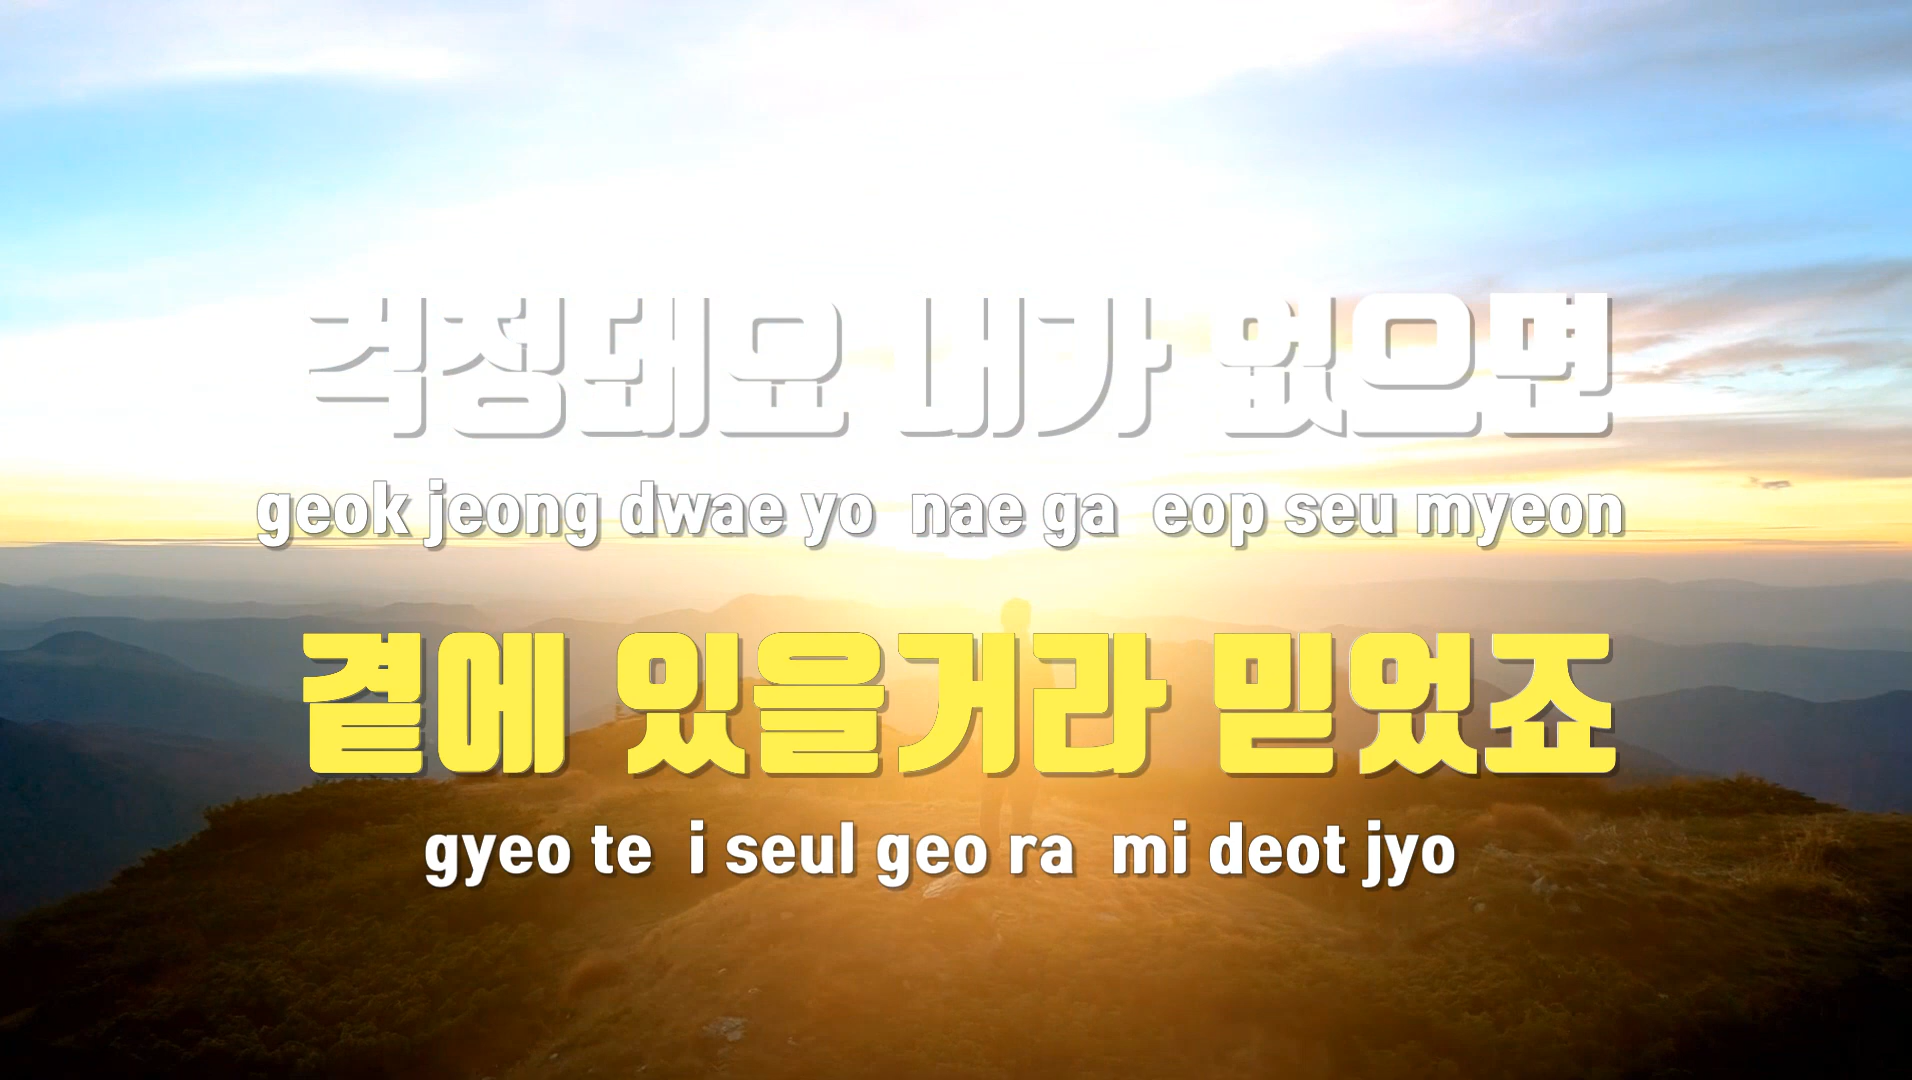 걱정돼요 내가 없으면
geok jeong dwae yo nae ga eop seu myeon
곁에 있을거라 믿었죠
gyeo te i seul geo ra mi deot jyo